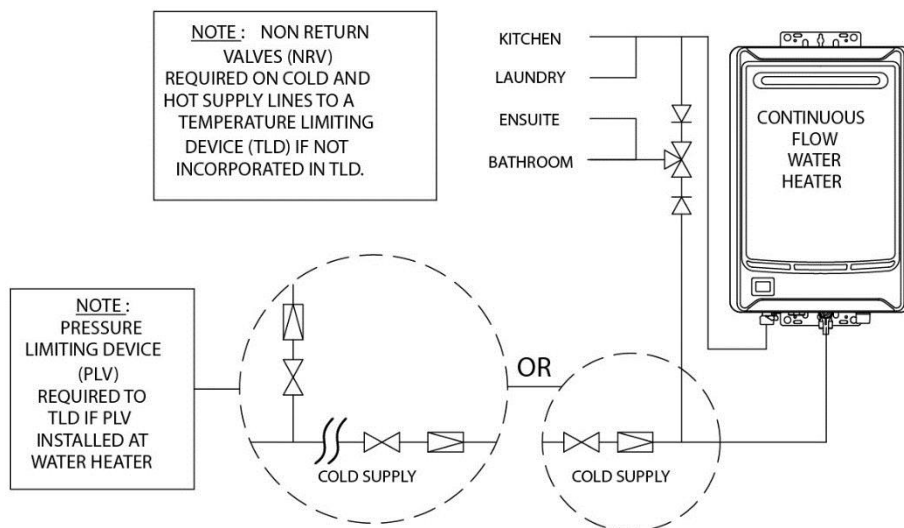 NOTE : NON RETURN
VALVES (NRV)
REQUIRED ON COLD AND
HOT SUPPLY LINES TO A
TEMPERATURE LIMITING
DEVICE (TLD) IF NOT
INCORPORATED IN TLD.
KITCHEN
LAUNDRY
ENSUITE
BATHROOM
CONTINUOUS
FLOW
WATER
HEATER
NOTE :
PRESSURE
LIMITING DEVICE
(PLV)
REQUIRED TO
TLD IF PLV
INSTALLED AT
WATER HEATER
OR
COLD SUPPLY
COLD SUPPLY